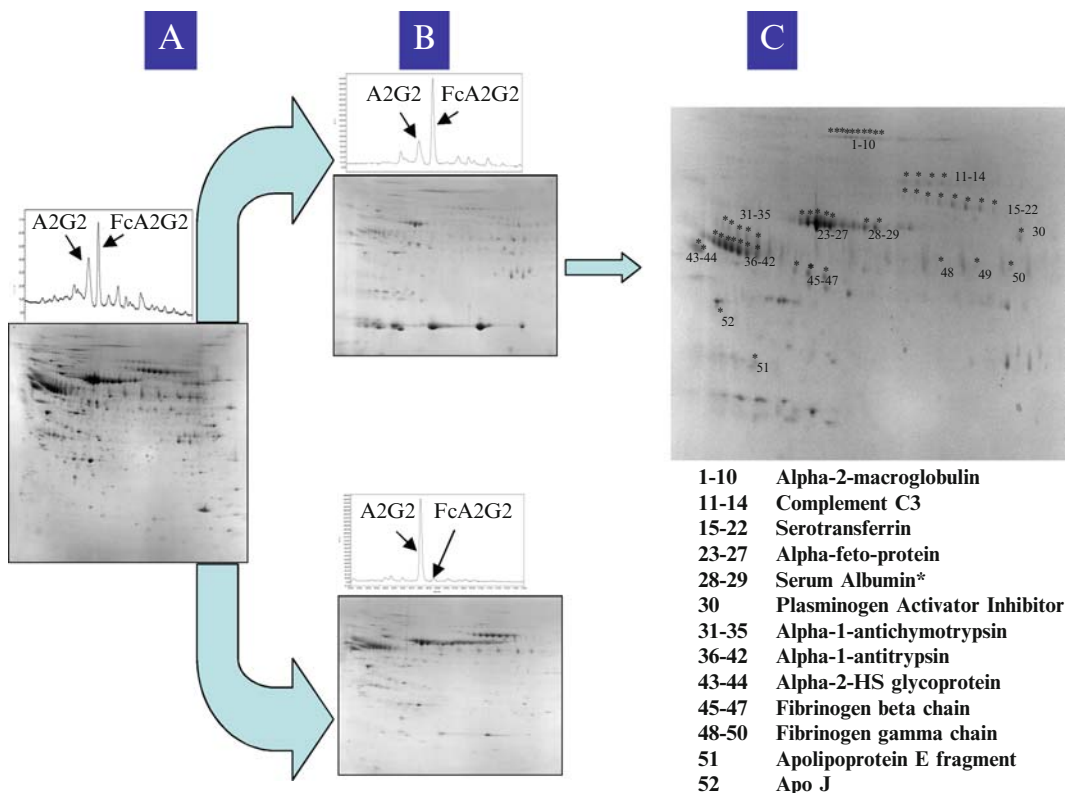 A
B
C
A2G2
FcA2G2
A2G2
FcA2G2
A2G2
FcA2G2
**********
1-10
* * * *
11-14
* * * * * * * *
15-22
*
30
31-35
23-27
28-29
43-44
36-42
45-47
48
49
50
52
51
1-10 Alpha-2-macroglobulin
11-14 Complement C3
15-22 Serotransferrin
23-27 Alpha-feto-protein
28-29 Serum Albumin*
30 Plasminogen Activator Inhibitor
31-35 Alpha-1-antichymotrypsin
36-42 Alpha-1-antitrypsin
43-44 Alpha-2-HS glycoprotein
45-47 Fibrinogen beta chain
48-50 Fibrinogen gamma chain
51 Apolipoprotein E fragment
52 Apo J